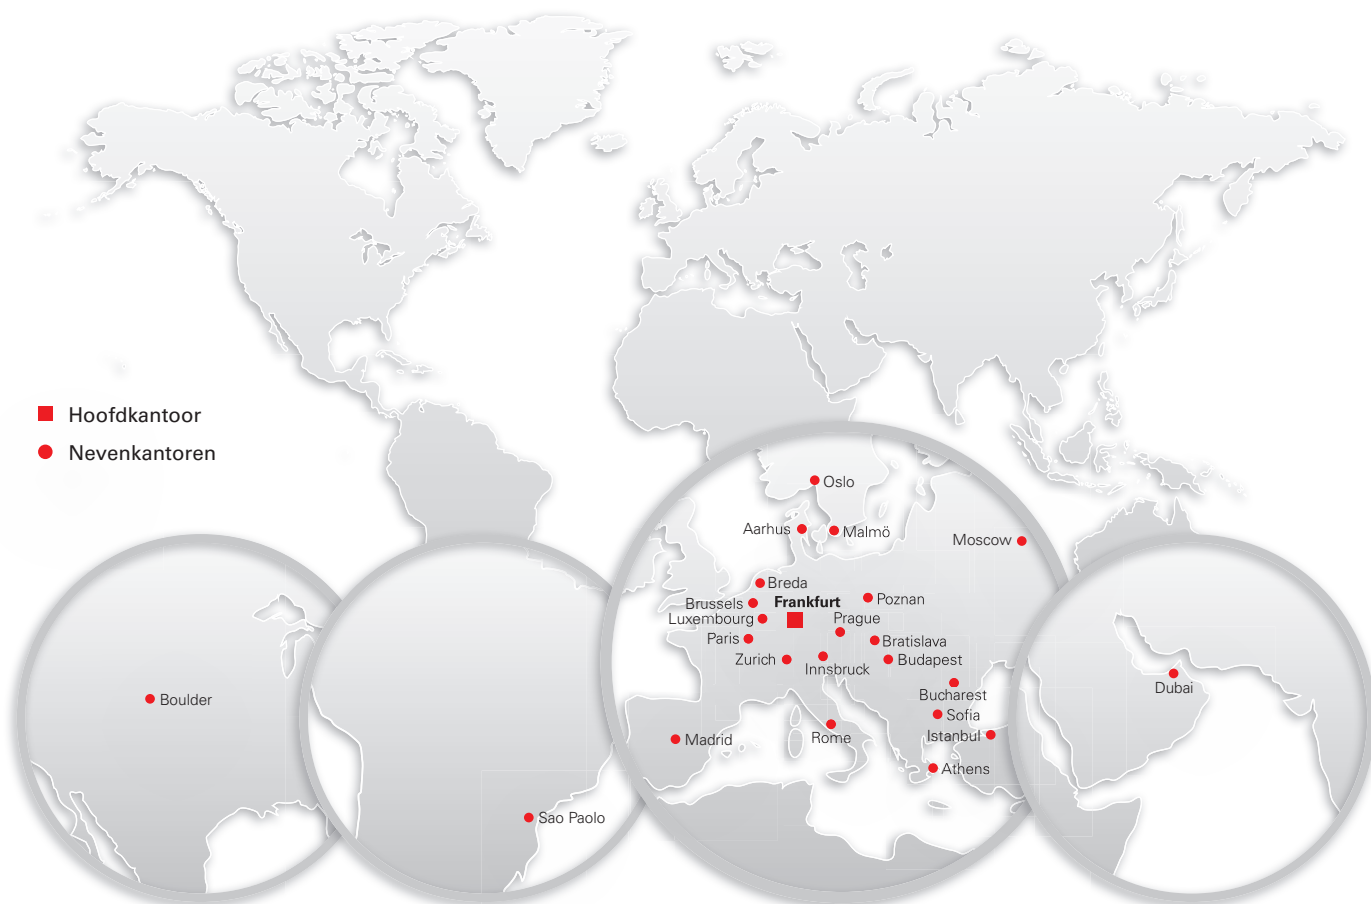 Hoofdkantoor
Nevenkantoren
Boulder
Sao Paolo
Oslo
Aarhus
Malmö
Moscow
Breda
Brussels
Frankfurt
Poznan
Luxembourg
Prague
Paris
Bratislava
Zurich
Innsbruck
Budapest
Bucharest
Sofia
Madrid
Rome
Istanbul
Athens
Dubai